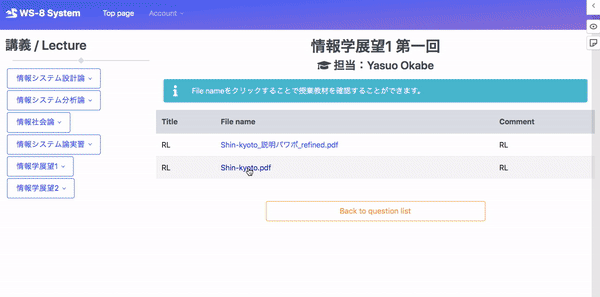 WS-8 System Top page Account
講義 / Lecture
情報システム設計論
情報システム分析論
情報社会論
情報システム論実習
情報学展望1
情報学展望2
情報学展望1 第一回
担当：Yasuo Okabe
File nameをクリックすることで授業教材を確認することができます。
Title File name Comment
RL Shin-kyoto_説明パワポ_refined.pdf RL
RL Shin-kyoto.pdf RL
Back to question list